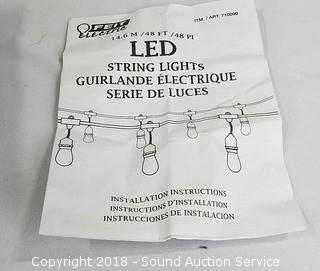 ITM. / ART. 710090
FEIT
electric
14.6 M / 48 FT / 48 PI
LED
STRING LIGHTS
GUIRLANDE ÉLECTRIQUE
SERIE DE LUCES
INSTALLATION INSTRUCTIONS
INSTRUCTIONS D'INSTALLATION
INSTRUCCIONES DE INSTALACIÓN
Copyright 2018 - Sound Auction Service